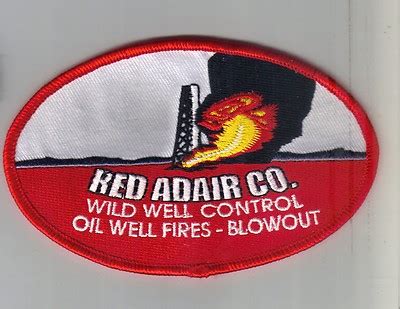 RED ADAIR CO.
WILD WELL CONTROL
OIL WELL FIRES - BLOWOUT